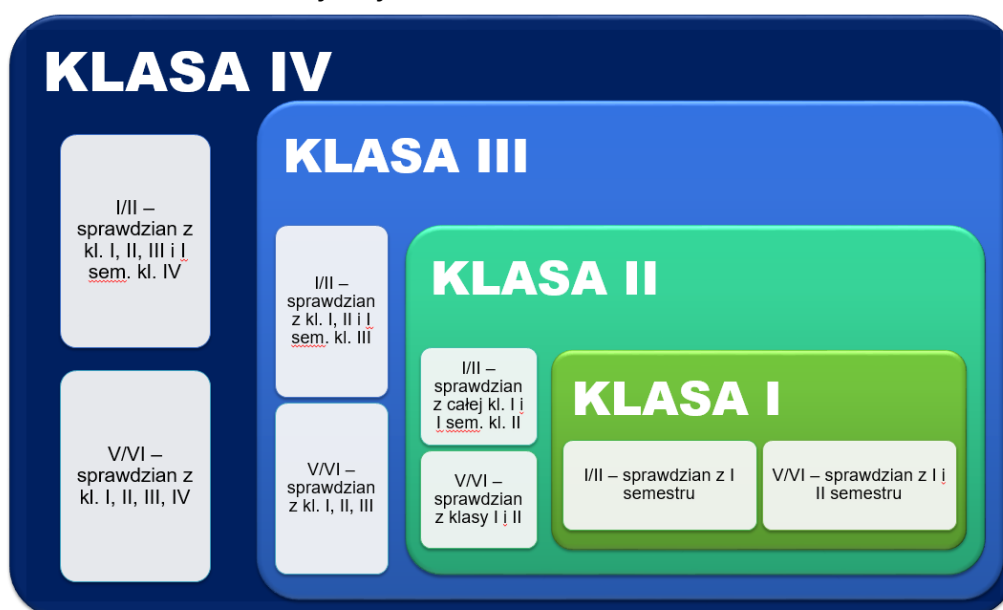 KLASA IV
I/II –
sprawdzian z
kl. I, II, III i I
sem. kl. IV
V/VI –
sprawdzian z
kl. I, II, III, IV
KLASA III
I/II –
sprawdzian
z kl. I, II i I
sem. kl. III
V/VI –
sprawdzian
z kl. I, II, III
KLASA II
I/II –
sprawdzian
z całej kl. I i
I sem. kl. II
V/VI –
sprawdzian
z klasy I i II
KLASA I
I/II – sprawdzian z I
semestru
V/VI – sprawdzian z I i
II semestru